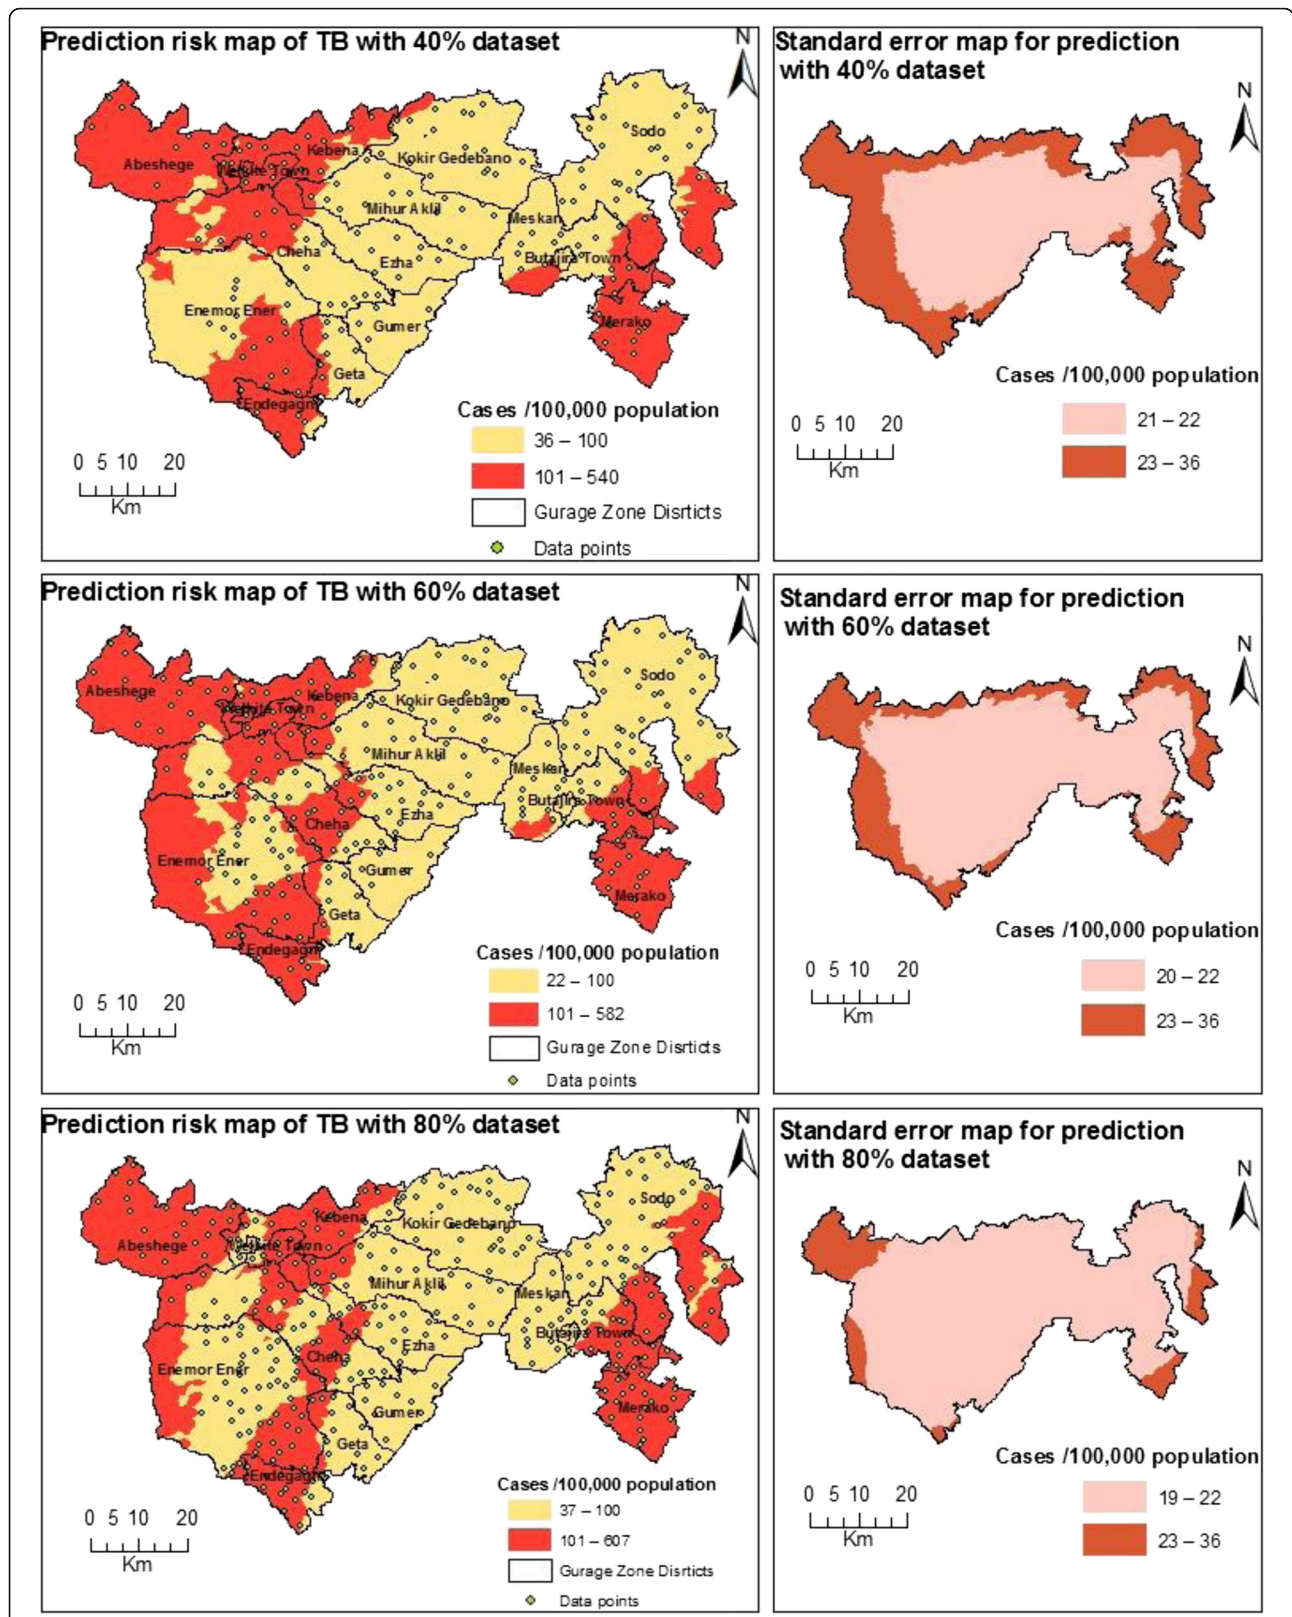 Prediction risk map of TB with 40% dataset
N
Sodo
Kebena
Kokir Gedebano
Abeshege
Welkite Town
Mihur Aklil
Meskan
Cheha
Ezha
Butajira Town
Enemor Ener
Gumer
Merako
Geta
Endegagn
Cases /100,000 population
36 – 100
101 – 540
Gurage Zone Disrticts
Data points
0 5 10 20
Km
Standard error map for prediction
with 40% dataset
N
Cases /100,000 population
21 – 22
23 – 36
0 5 10 20
Km
Prediction risk map of TB with 60% dataset
N
Sodo
Abeshege
Kebena
Kokir Gedebano
Welkite Town
Mihur Aklil
Meskan
Butajira Town
Ezha
Cheha
Enemor Ener
Gumer
Merako
Geta
Endegagn
Cases /100,000 population
22 – 100
101 – 582
Gurage Zone Disrticts
Data points
0 5 10 20
Km
Standard error map for prediction
with 60% dataset
N
Cases /100,000 population
20 – 22
23 – 36
0 5 10 20
Km
Prediction risk map of TB with 80% dataset
N
Sodo
Kebena
Kokir Gedebano
Abeshege
Welkite Town
Mihur Aklil
Meskan
Butajira Town
Ezha
Cheha
Enemor Ener
Gumer
Merako
Geta
Endegagn
Cases /100,000 population
37 – 100
101 – 607
Gurage Zone Disrticts
Data points
0 5 10 20
Km
Standard error map for prediction
with 80% dataset
N
Cases /100,000 population
19 – 22
23 – 36
0 5 10 20
Km